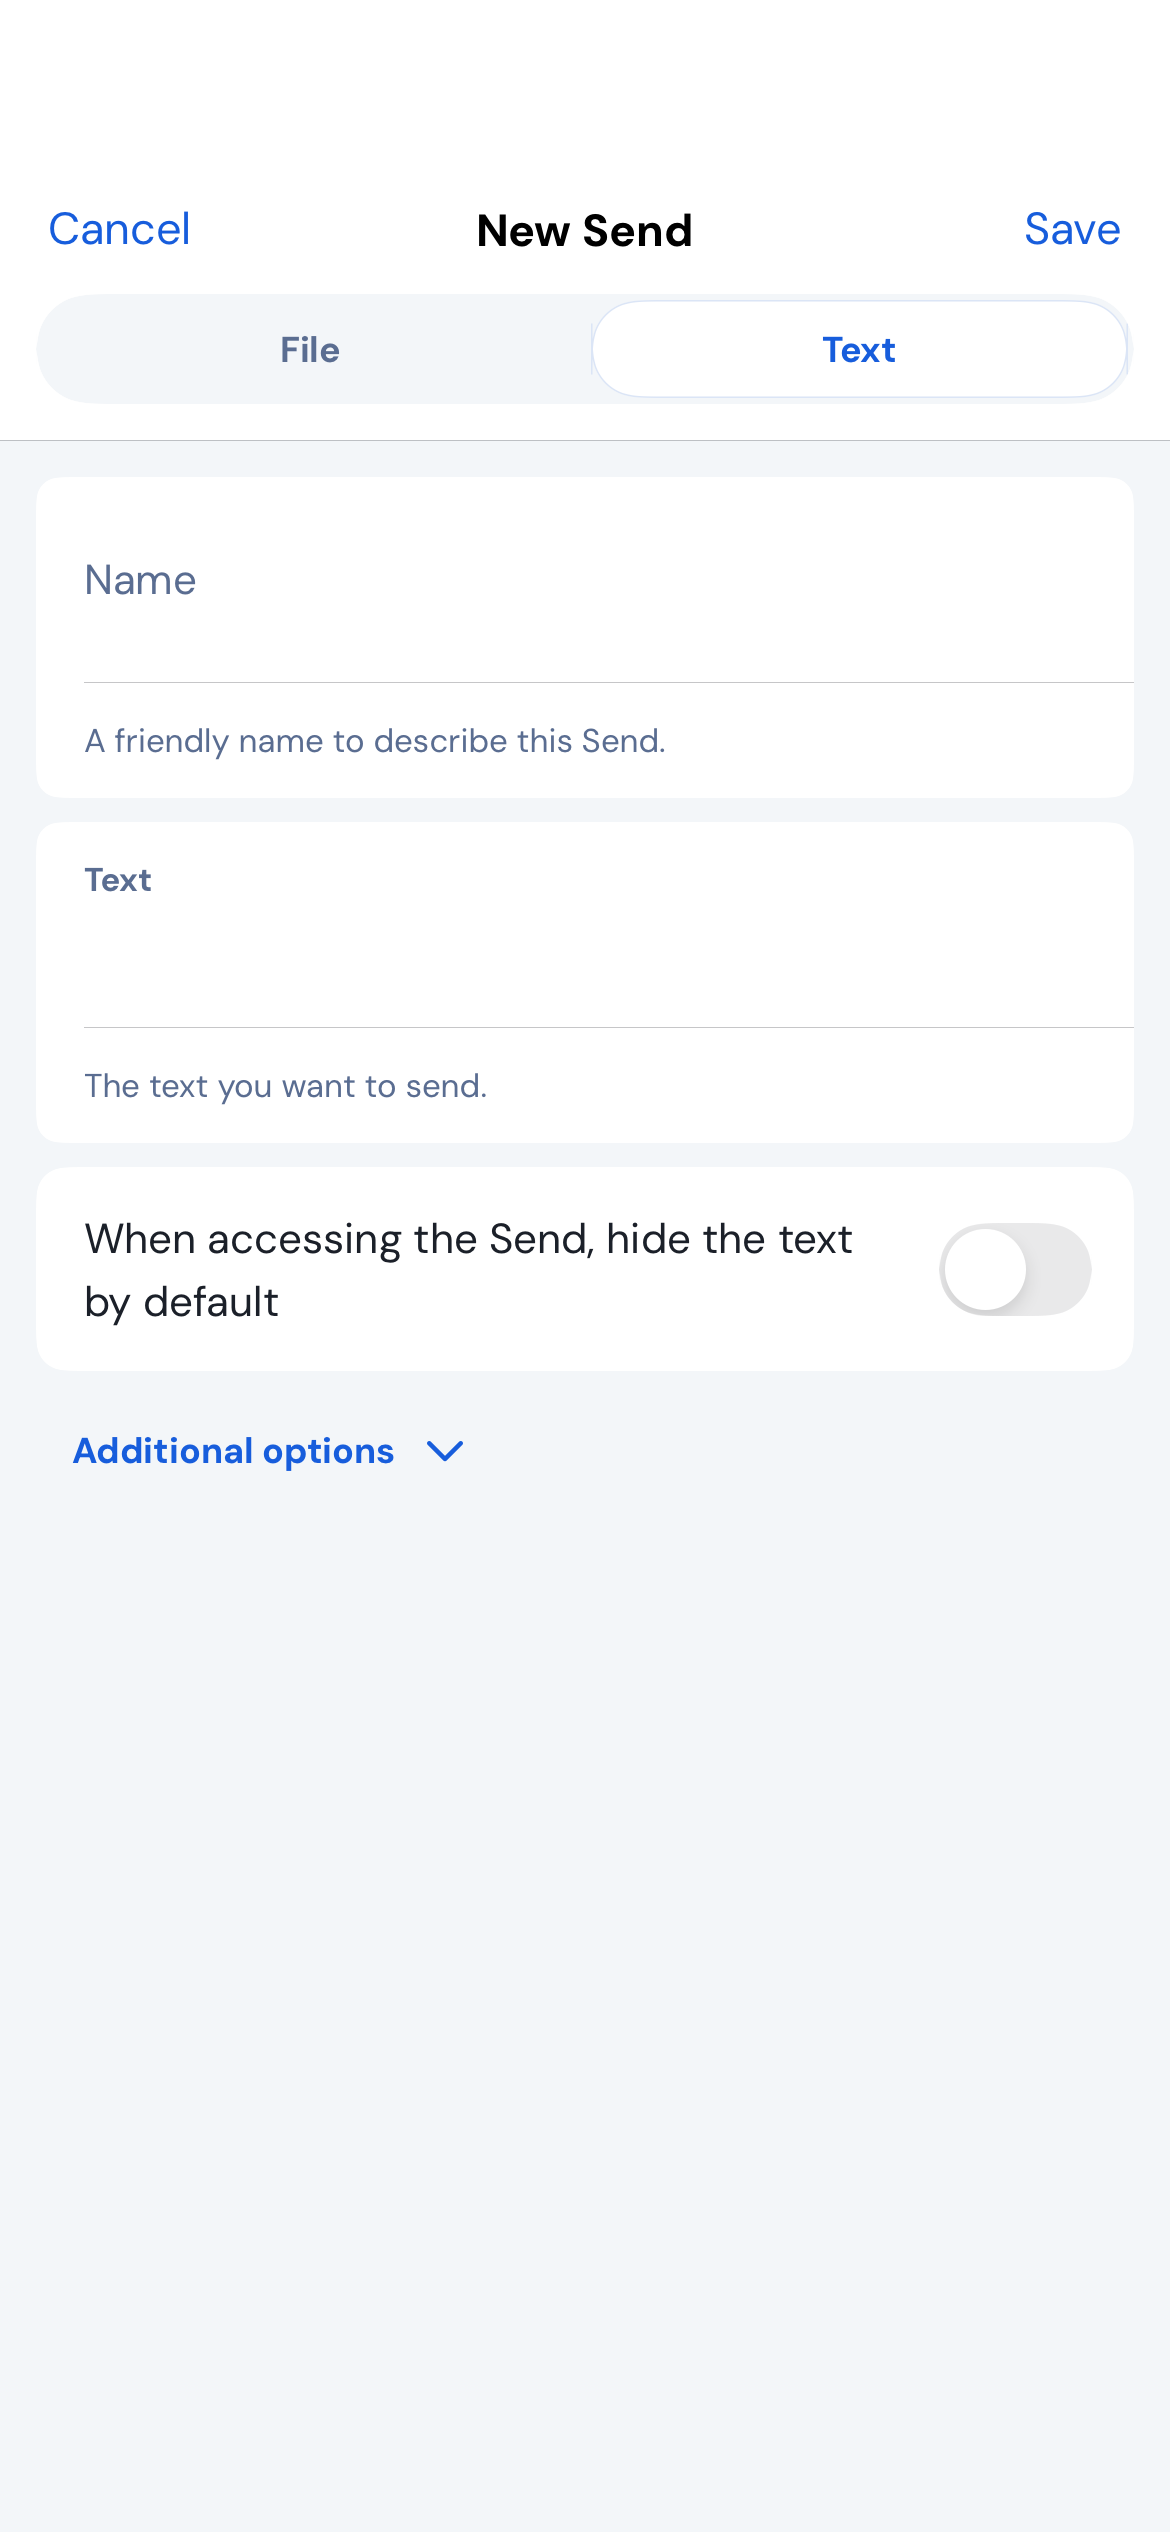 Cancel New Send Save
File Text
Name
A friendly name to describe this Send.
Text
The text you want to send.
When accessing the Send, hide the text
by default
Additional options